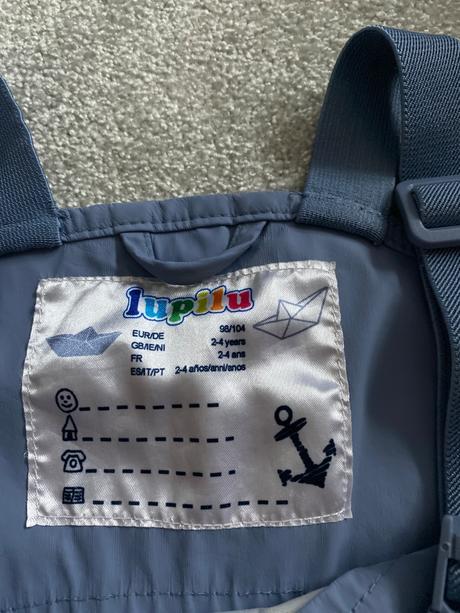 lupilu
EUR/DE 98/104
GB/IE/NI 2-4 years
FR 2-4 ans
ES/IT/PT 2-4 años/anni/anos